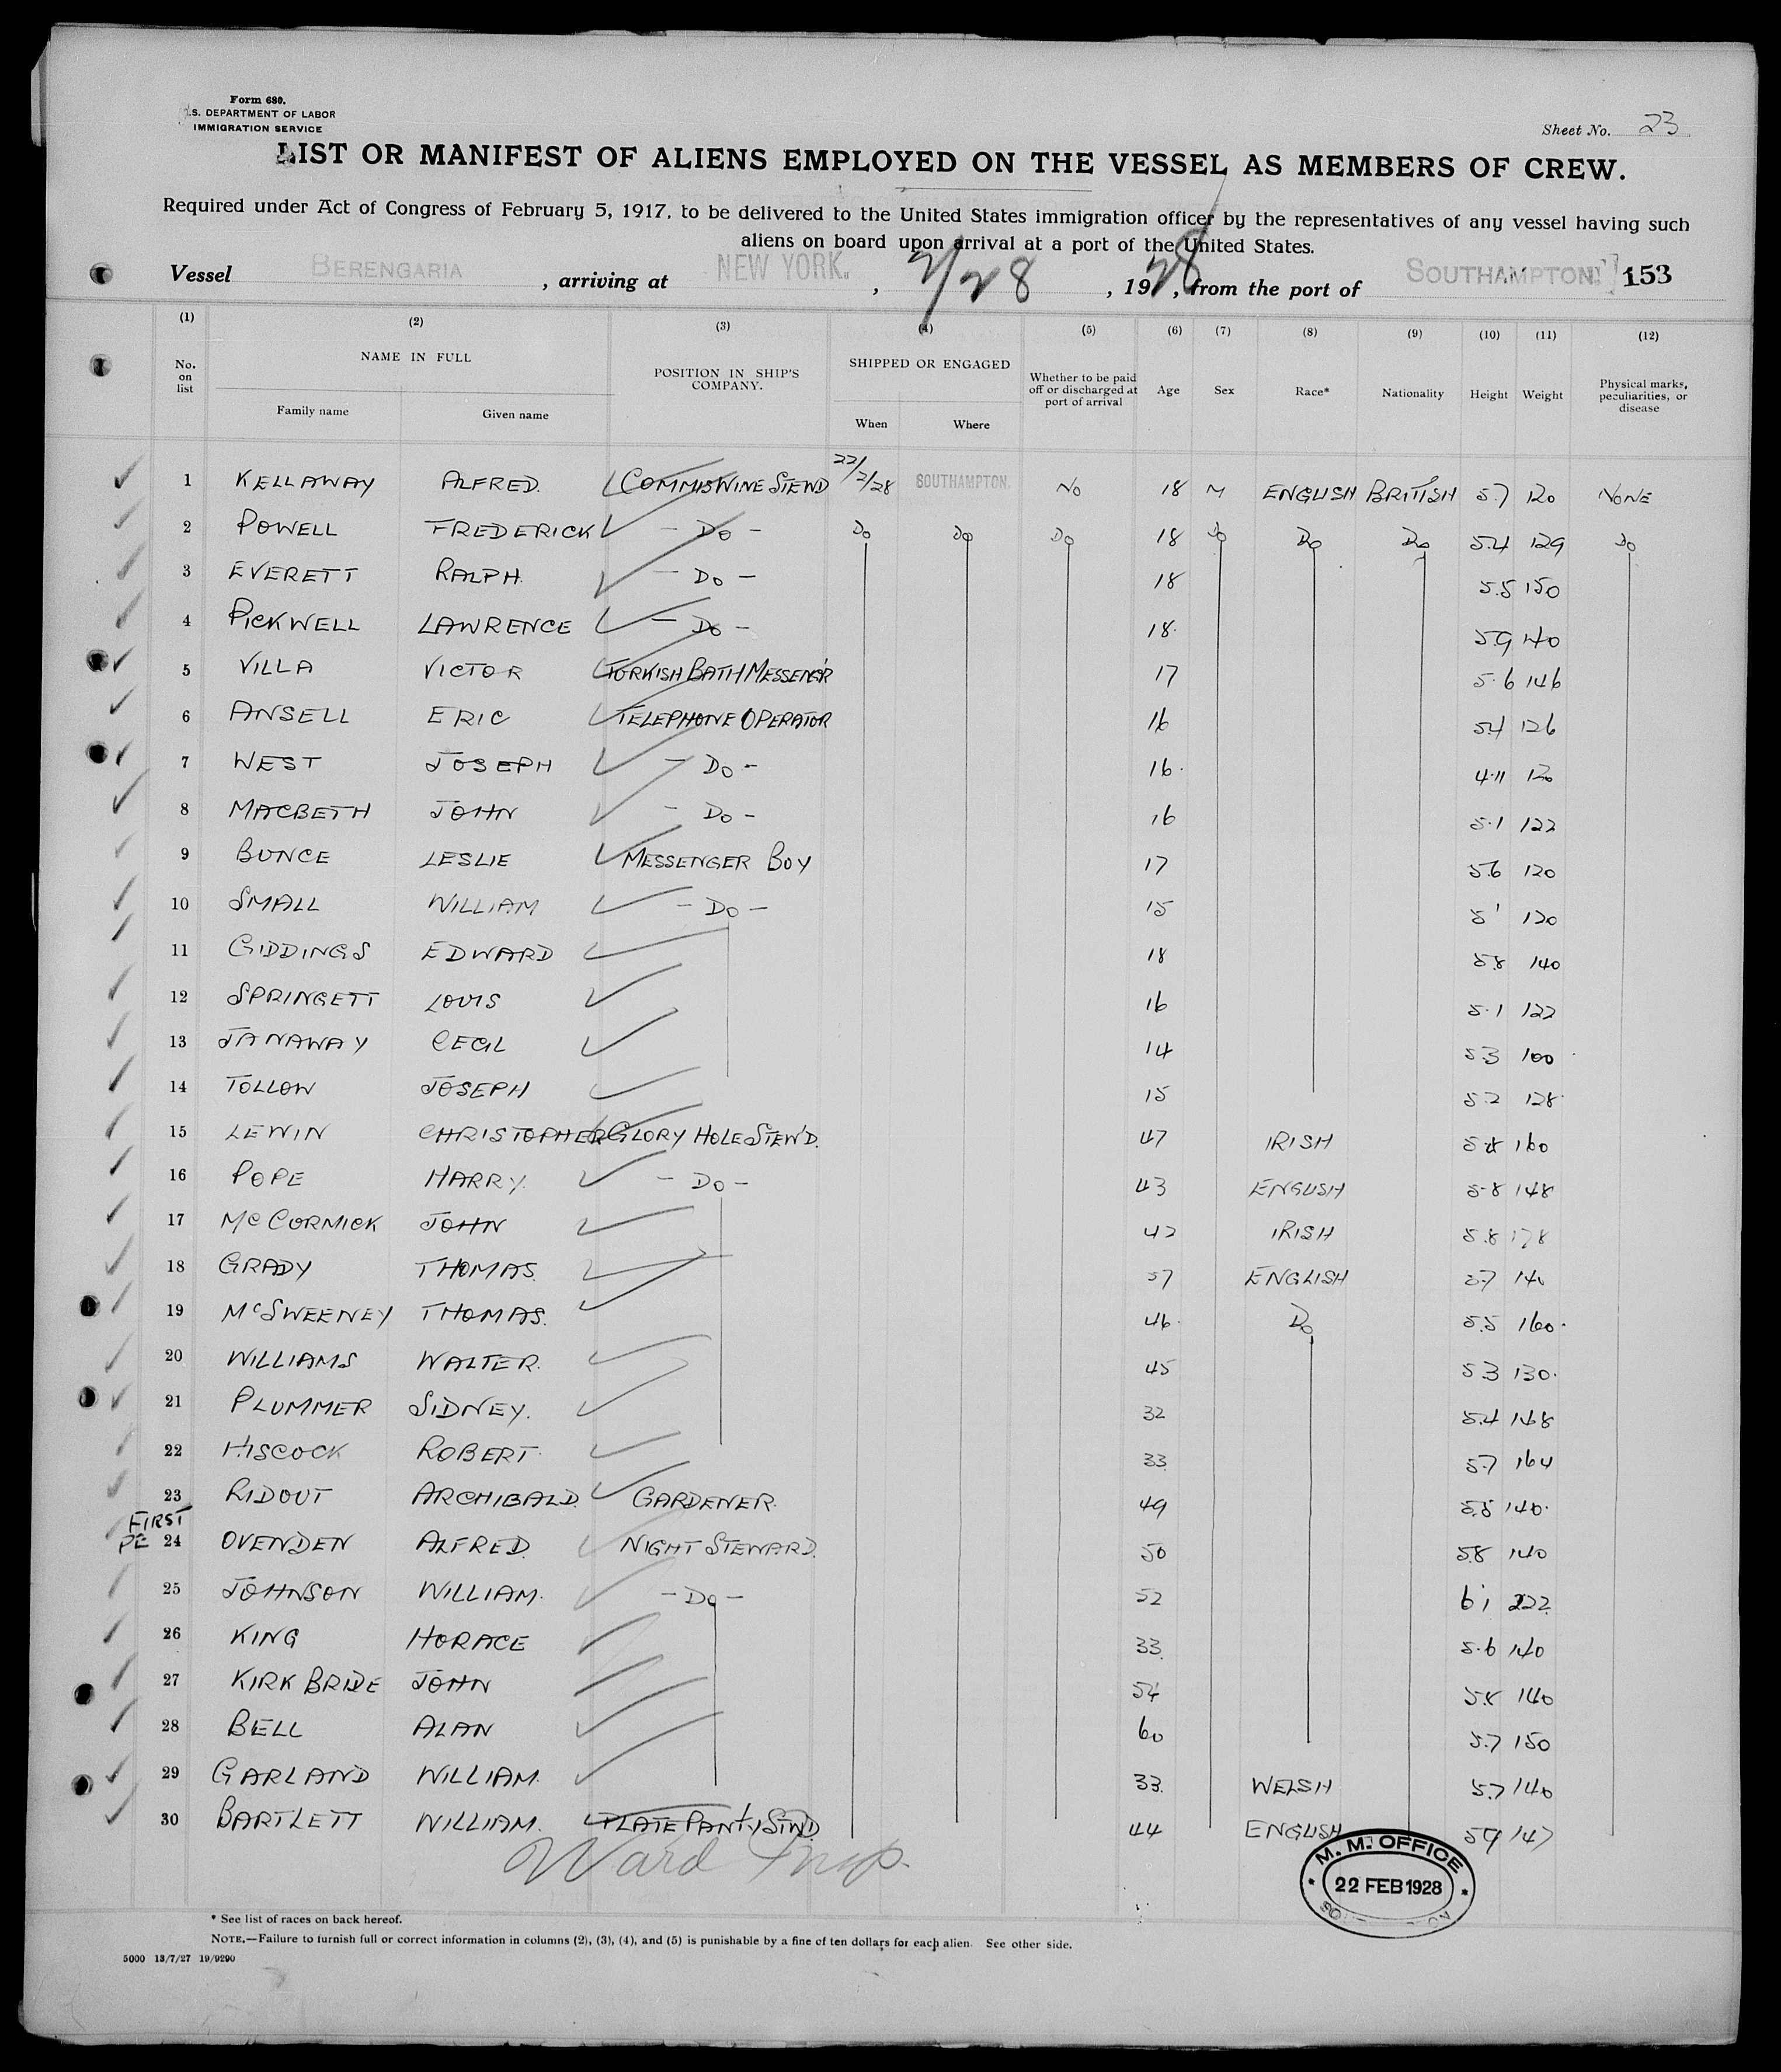 Form 680.
S. DEPARTMENT OF LABOR
IMMIGRATION SERVICE
Sheet No. 23
LIST OR MANIFEST OF ALIENS EMPLOYED ON THE VESSEL AS MEMBERS OF CREW.
Required under Act of Congress of February 5, 1917, to be delivered to the United States immigration officer by the representatives of any vessel having such
aliens on board upon arrival at a port of the United States.
Vessel BERENGARIA, arriving at NEW YORK., 2/28, 1928, from the port of SOUTHAMPTON 153
(1) (2) (3) (4) (5) (6) (7) (8) (9) (10) (11) (12)
No. on list NAME IN FULL POSITION IN SHIP'S COMPANY. SHIPPED OR ENGAGED Whether to be paid off or discharged at port of arrival Age Sex Race* Nationality Height Weight Physical marks, peculiarities, or disease
Family name Given name When Where
1 KELLAWAY ALFRED. COMMIS WINE STEWD 22/2/28 SOUTHAMPTON. NO 18 M ENGLISH BRITISH 5.7 120 NONE
2 POWELL FREDERICK - DO - DO DO DO 18 DO DO DO 5.4 129 DO
3 EVERETT RALPH. - DO - 18 5.5 150
4 PICKWELL LAWRENCE - DO - 18. 5.9 140
5 VILLA VICTOR TURKISH BATH MESSENG'R 17 5.6 146
6 ANSELL ERIC TELEPHONE OPERATOR 16 5.4 126
7 WEST JOSEPH - DO - 16. 4.11 120
8 MACBETH JOHN - DO - 16 5.1 122
9 BUNCE LESLIE MESSENGER BOY 17 5.6 120
10 SMALL WILLIAM - DO - 15 5' 120
11 GIDDINGS EDWARD 18 5.8 140
12 SPRINGETT LOUIS 16 5.1 122
13 JANAWAY CECIL 14 5.3 100
14 TOLLOW JOSEPH 15 5.2 128
15 LEWIN CHRISTOPHER GLORY HOLE STEW'D. 47 IRISH 160
16 POPE HARRY. - DO - 43 ENGLISH 5.8 148
17 McCORMICK JOHN 42 IRISH 5.8 178
18 GRADY THOMAS. 57 ENGLISH 5.7 140
19 McSWEENEY THOMAS. 46. DO 5.5 160.
20 WILLIAMS WALTER. 45 5.3 130.
21 PLUMMER SIDNEY. 32 5.4 148
22 HISCOCK ROBERT 33 5.7 164
23 RIDOUT ARCHIBALD. GARDENER. 49 5.5 140.
FIRST
24 OVENDEN ALFRED. NIGHT STEWARD. 50 5.8 140
25 JOHNSON WILLIAM. - DO - 52 6.1 222
26 KING HORACE 33. 5.6 140
27 KIRKBRIDE JOHN 54 5.8 140
28 BELL ALAN 60 5.7 150
29 GARLAND WILLIAM. 33. WELSH 5.7 140
30 BARTLETT WILLIAM. PLATE PANTY STWD. 44 ENGLISH 5.9 147
Ward Insp.
M. M. OFFICE
22 FEB 1928
* See list of races on back hereof.
NOTE.—Failure to furnish full or correct information in columns (2), (3), (4), and (5) is punishable by a fine of ten dollars for each alien. See other side.
5000 13/7/27 19/9290